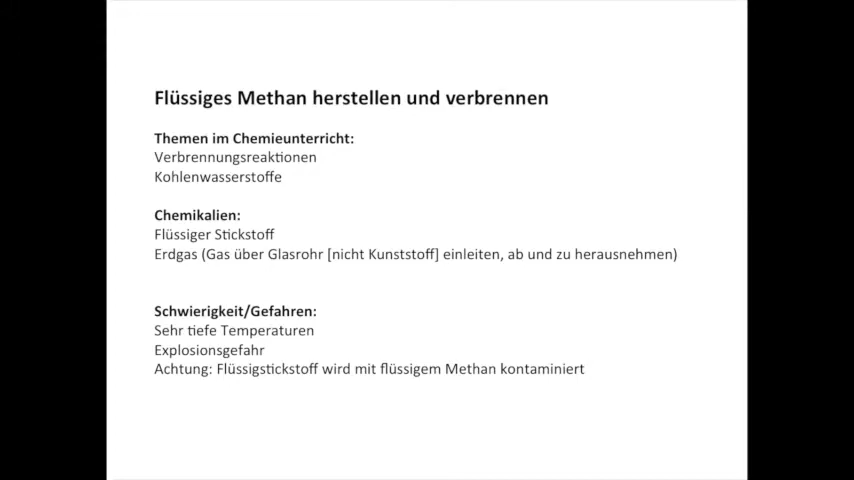 Flüssiges Methan herstellen und verbrennen
Themen im Chemieunterricht:
Verbrennungsreaktionen
Kohlenwasserstoffe
Chemikalien:
Flüssiger Stickstoff
Erdgas (Gas über Glasrohr [nicht Kunststoff] einleiten, ab und zu herausnehmen)
Schwierigkeit/Gefahren:
Sehr tiefe Temperaturen
Explosionsgefahr
Achtung: Flüssigstickstoff wird mit flüssigem Methan kontaminiert